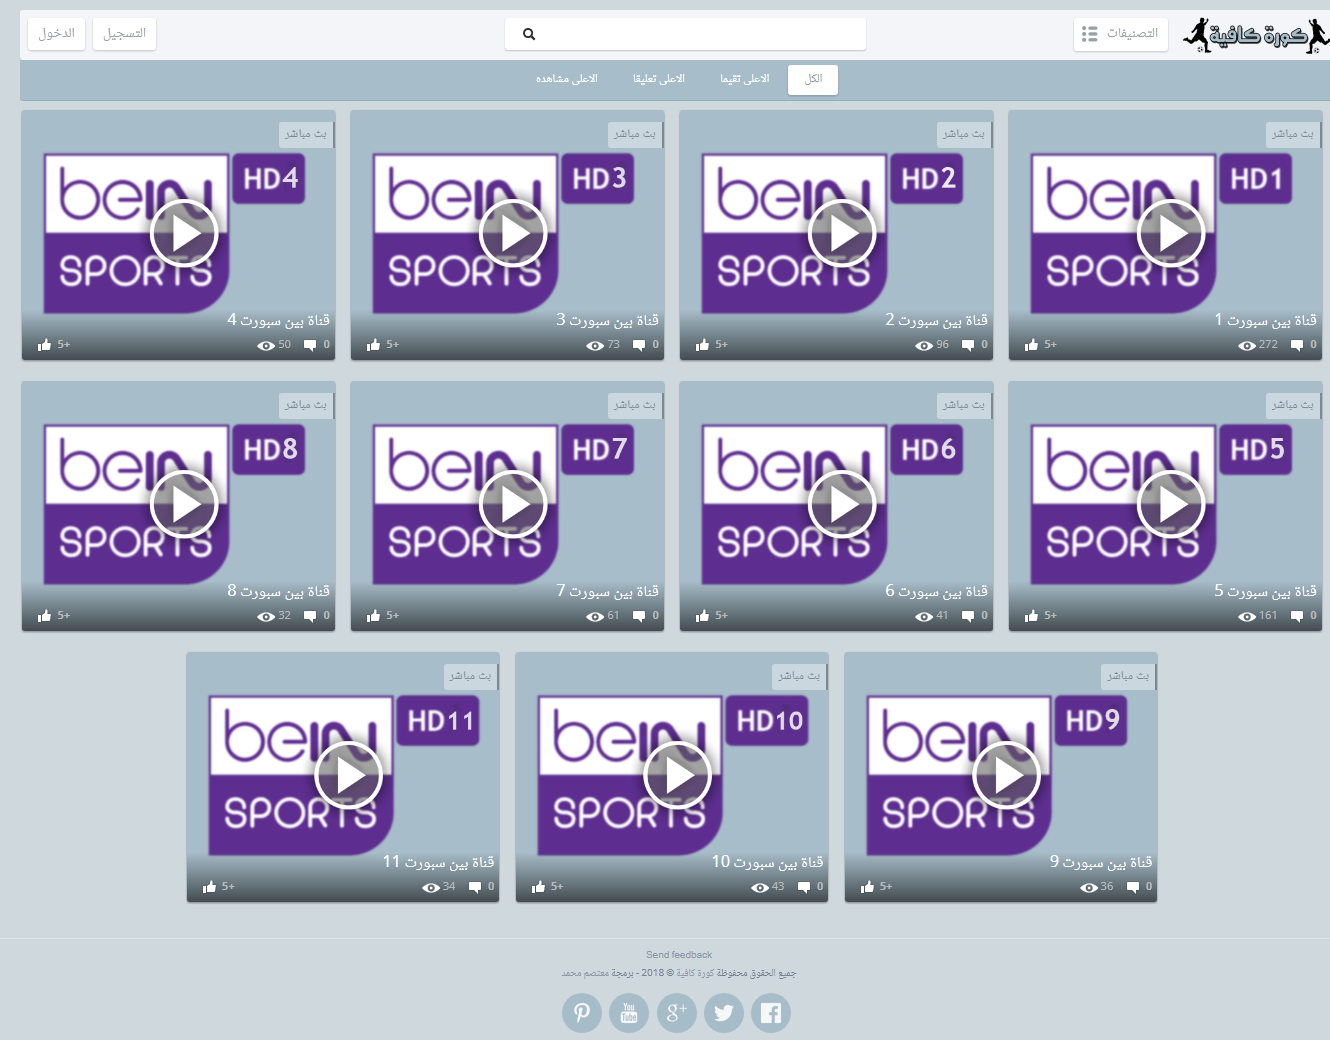 كورة كافية
التصنيفات
التسجيل
الدخول
الكل
الاعلى تقيما
الاعلى تعليقا
الاعلى مشاهده
بث مباشر
beIN
SPORTS
HD1
قناة بين سبورت 1
0 272 5+
بث مباشر
beIN
SPORTS
HD2
قناة بين سبورت 2
0 96 5+
بث مباشر
beIN
SPORTS
HD3
قناة بين سبورت 3
0 73 5+
بث مباشر
beIN
SPORTS
HD4
قناة بين سبورت 4
0 50 5+
بث مباشر
beIN
SPORTS
HD5
قناة بين سبورت 5
0 161 5+
بث مباشر
beIN
SPORTS
HD6
قناة بين سبورت 6
0 41 5+
بث مباشر
beIN
SPORTS
HD7
قناة بين سبورت 7
0 61 5+
بث مباشر
beIN
SPORTS
HD8
قناة بين سبورت 8
0 32 5+
بث مباشر
beIN
SPORTS
HD9
قناة بين سبورت 9
0 36 5+
بث مباشر
beIN
SPORTS
HD10
قناة بين سبورت 10
0 43 5+
بث مباشر
beIN
SPORTS
HD11
قناة بين سبورت 11
0 34 5+
Send feedback
جميع الحقوق محفوظة كورة كافية © 2018 - برمجة معتصم محمد
You Tube
g+